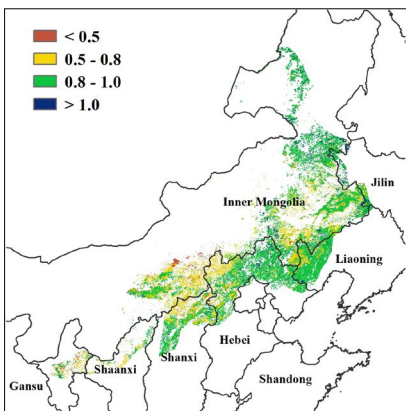 < 0.5
0.5 - 0.8
0.8 - 1.0
> 1.0
Jilin
Inner Mongolia
Liaoning
Hebei
Shanxi
Shaanxi
Gansu
Shandong